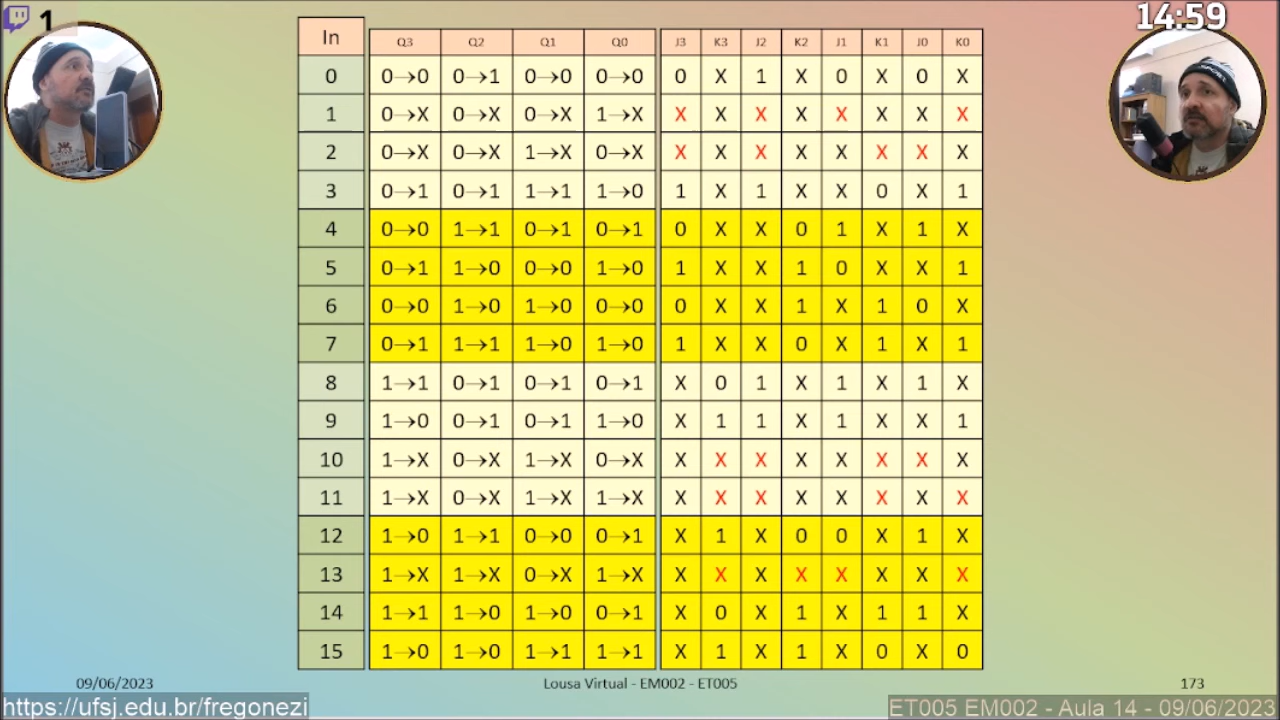 1
14:59
In Q3 Q2 Q1 Q0 J3 K3 J2 K2 J1 K1 J0 K0
0 0→0 0→1 0→0 0→0 0 X 1 X 0 X 0 X
1 0→X 0→X 0→X 1→X X X X X X X X X
2 0→X 0→X 1→X 0→X X X X X X X X X
3 0→1 0→1 1→1 1→0 1 X 1 X X 0 X 1
4 0→0 1→1 0→1 0→1 0 X X 0 1 X 1 X
5 0→1 1→0 0→0 1→0 1 X X 1 0 X X 1
6 0→0 1→0 1→0 0→0 0 X X 1 X 1 0 X
7 0→1 1→1 1→0 1→0 1 X X 0 X 1 X 1
8 1→1 0→1 0→1 0→1 X 0 1 X 1 X 1 X
9 1→0 0→1 0→1 1→0 X 1 1 X 1 X X 1
10 1→X 0→X 1→X 0→X X X X X X X X X
11 1→X 0→X 1→X 1→X X X X X X X X X
12 1→0 1→1 0→0 0→1 X 1 X 0 0 X 1 X
13 1→X 1→X 0→X 1→X X X X X X X X X
14 1→1 1→0 1→0 0→1 X 0 X 1 X 1 1 X
15 1→0 1→0 1→1 1→1 X 1 X 1 X 0 X 0
09/06/2023 Lousa Virtual - EM002 - ET005 173
https://ufsj.edu.br/fregonezi ET005 EM002 - Aula 14 - 09/06/2023